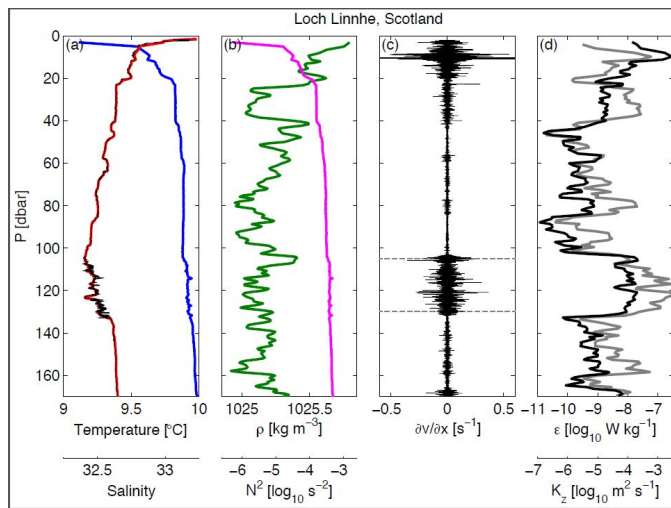 Loch Linnhe, Scotland
(a) (b) (c) (d)
0
20
40
60
80
100
120
140
160
P [dbar]
9 9.5 10 1025 1025.5 −0.5 0 0.5 −11 −10 −9 −8 −7
Temperature [°C] ρ [kg m⁻³] ∂v/∂x [s⁻¹] ε [log₁₀ W kg⁻¹]
32.5 33 −6 −5 −4 −3 −7 −6 −5 −4 −3
Salinity N² [log₁₀ s⁻²] K_z [log₁₀ m² s⁻¹]